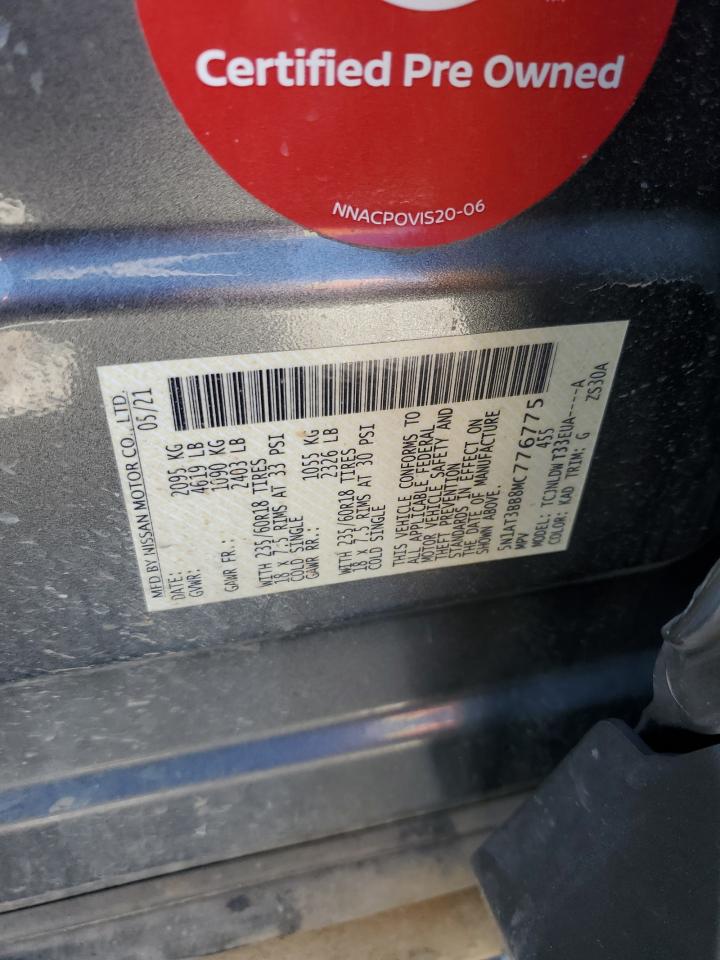 Certified Pre Owned
NNACPOVIS20-06
MFD BY NISSAN MOTOR CO., LTD.
DATE: 05/21
GVWR: 2095 KG
4619 LB
GAWR FR.: 1090 KG
2403 LB
WITH 235/60R18 TIRES
18 X 7.5 RIMS AT 33 PSI
COLD SINGLE
GAWR RR.: 1055 KG
2326 LB
WITH 235/60R18 TIRES
18 X 7.5 RIMS AT 30 PSI
COLD SINGLE
THIS VEHICLE CONFORMS TO
ALL APPLICABLE FEDERAL
MOTOR VEHICLE SAFETY AND
THEFT PREVENTION
STANDARDS IN EFFECT ON
THE DATE OF MANUFACTURE
SHOWN ABOVE.
5N1AT3BB8MC776775
MPV 455
MODEL: TCJNLDW T33EUA----A
COLOR: KAD TRIM: G ZS30A